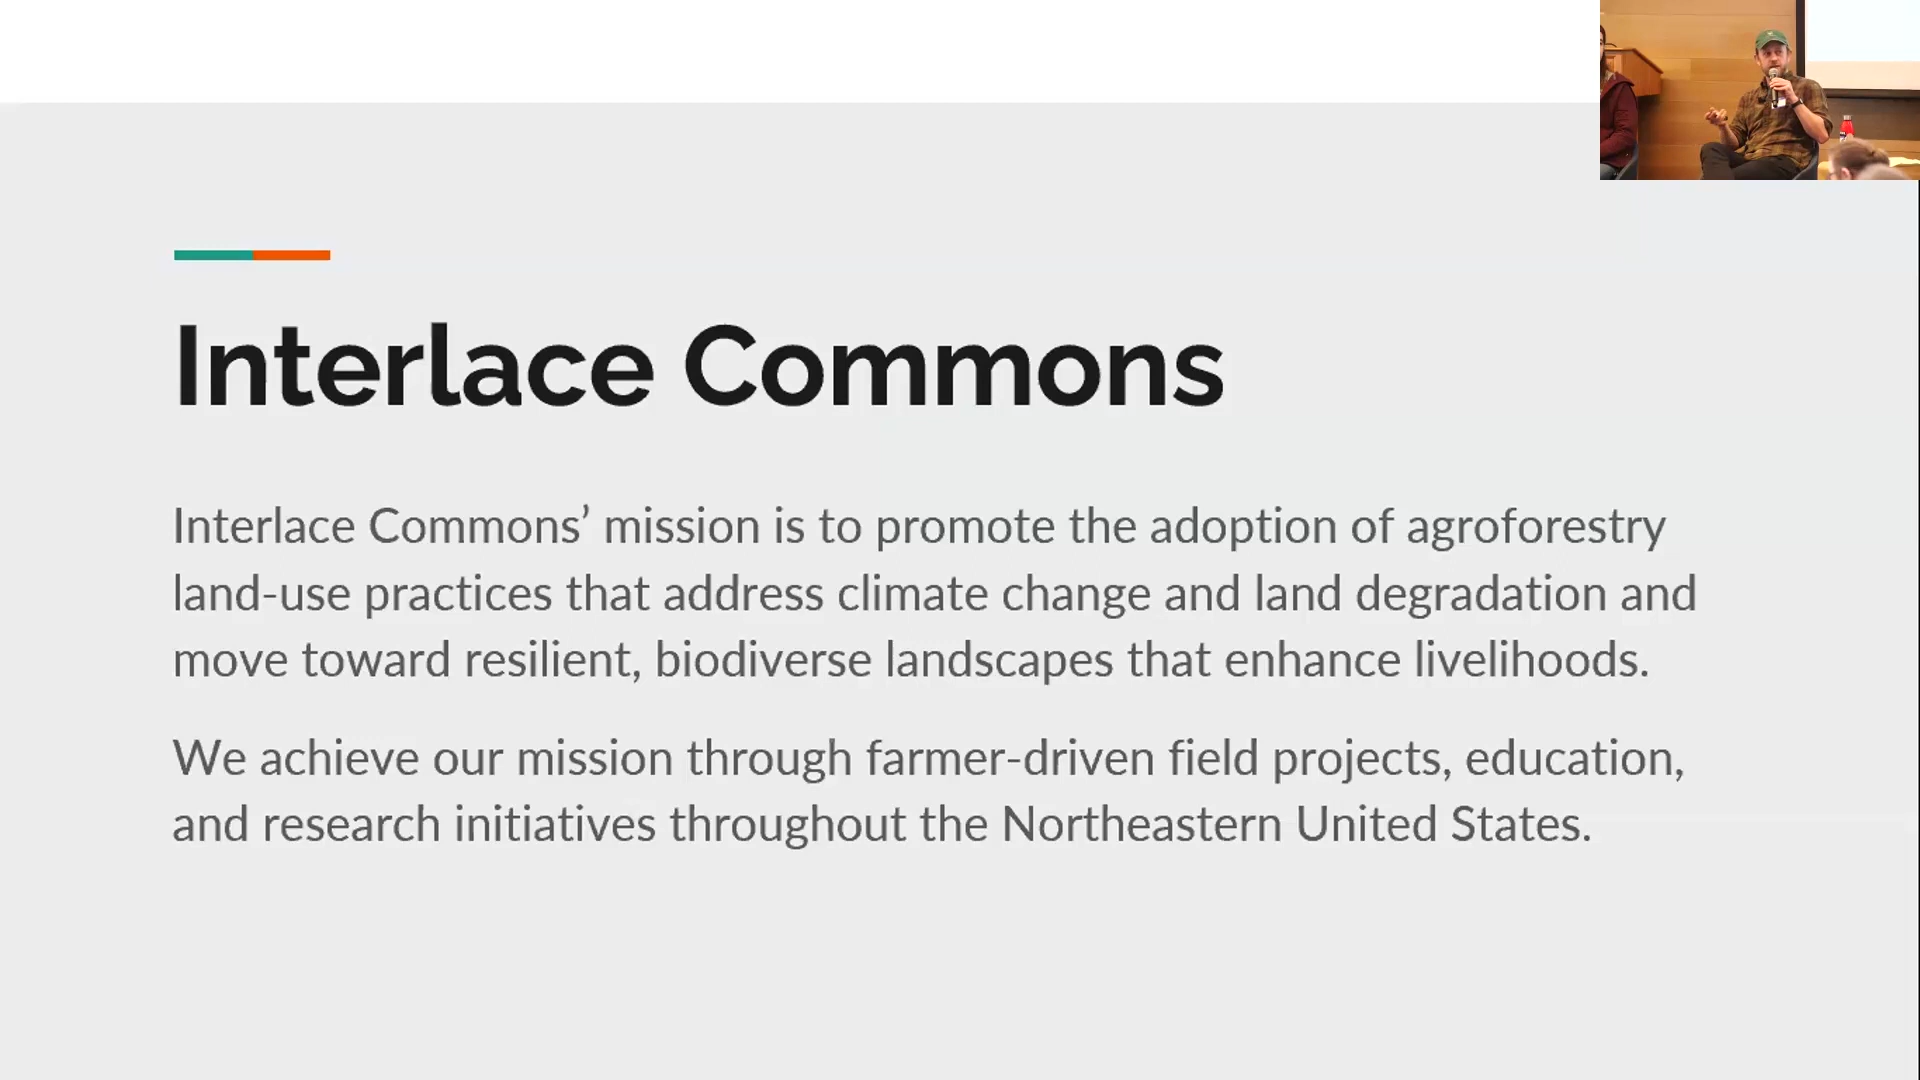 Interlace Commons
Interlace Commons’ mission is to promote the adoption of agroforestry
land-use practices that address climate change and land degradation and
move toward resilient, biodiverse landscapes that enhance livelihoods.
We achieve our mission through farmer-driven field projects, education,
and research initiatives throughout the Northeastern United States.